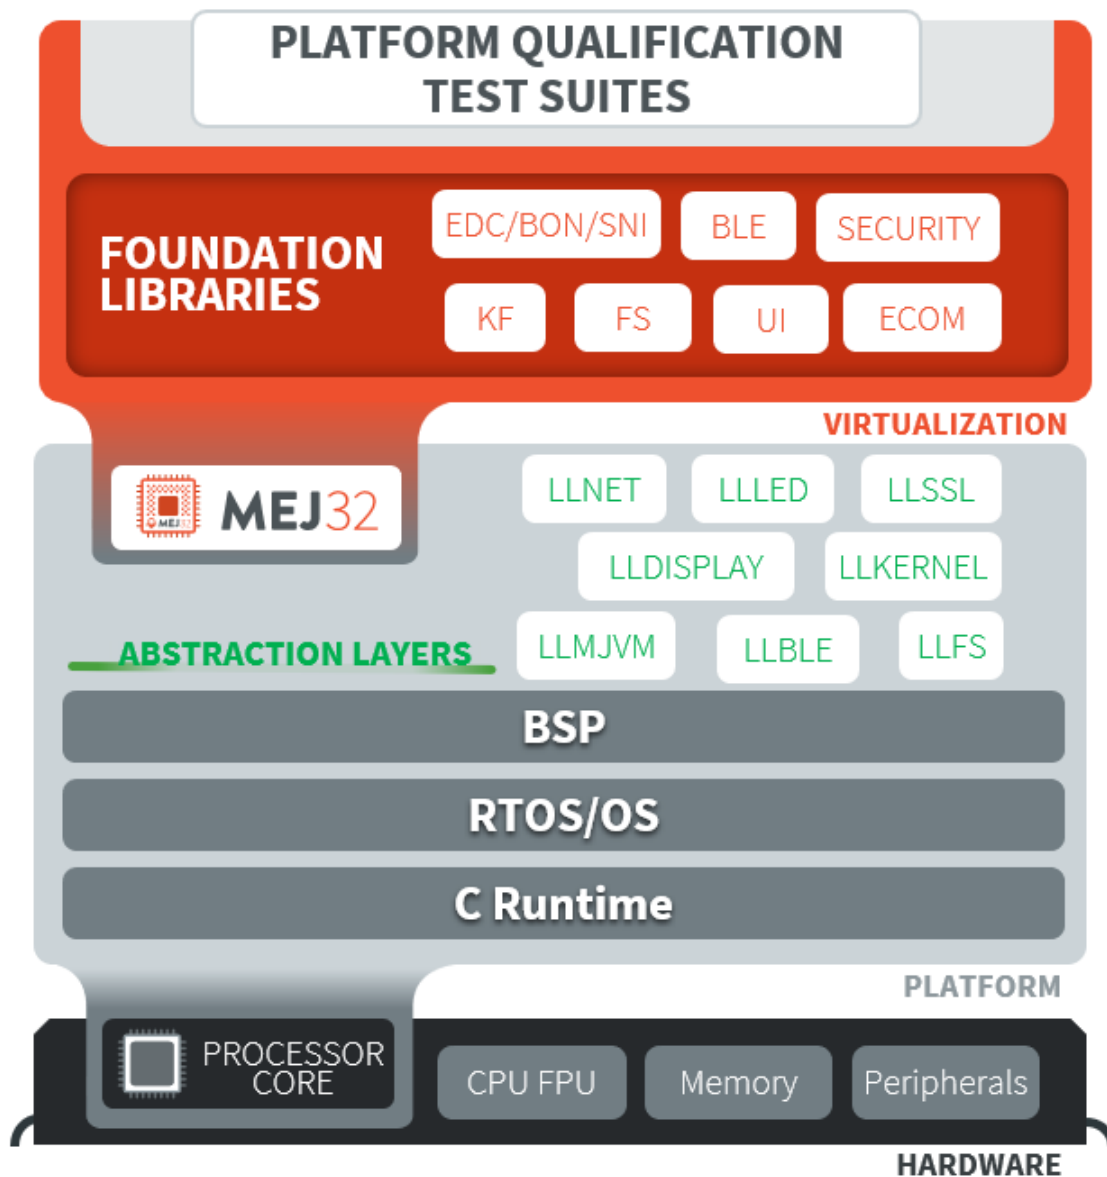 PLATFORM QUALIFICATION
TEST SUITES
FOUNDATION
LIBRARIES
EDC/BON/SNI
BLE
SECURITY
KF
FS
UI
ECOM
VIRTUALIZATION
MEJ32
MEJ32
LLNET
LLLED
LLSSL
LLDISPLAY
LLKERNEL
ABSTRACTION LAYERS
LLMJVM
LLBLE
LLFS
BSP
RTOS/OS
C Runtime
PLATFORM
PROCESSOR
CORE
CPU FPU
Memory
Peripherals
HARDWARE